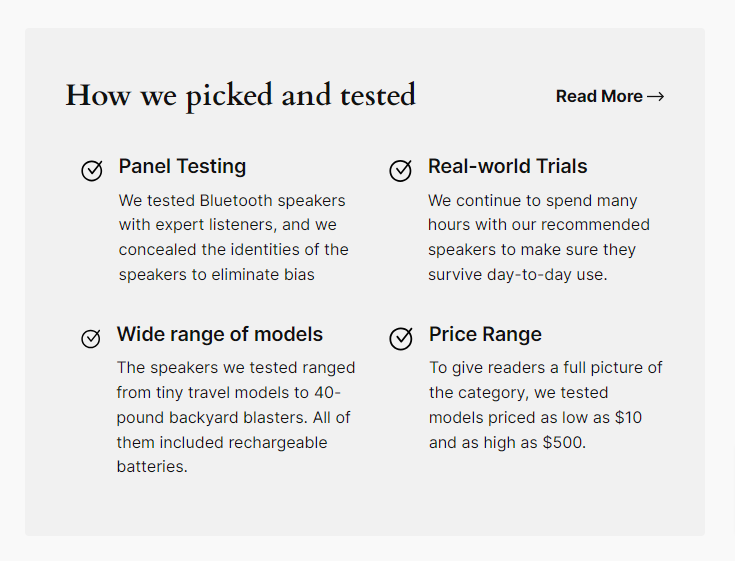 How we picked and tested
Read More →
Panel Testing
We tested Bluetooth speakers
with expert listeners, and we
concealed the identities of the
speakers to eliminate bias
Real-world Trials
We continue to spend many
hours with our recommended
speakers to make sure they
survive day-to-day use.
Wide range of models
The speakers we tested ranged
from tiny travel models to 40-
pound backyard blasters. All of
them included rechargeable
batteries.
Price Range
To give readers a full picture of
the category, we tested
models priced as low as $10
and as high as $500.